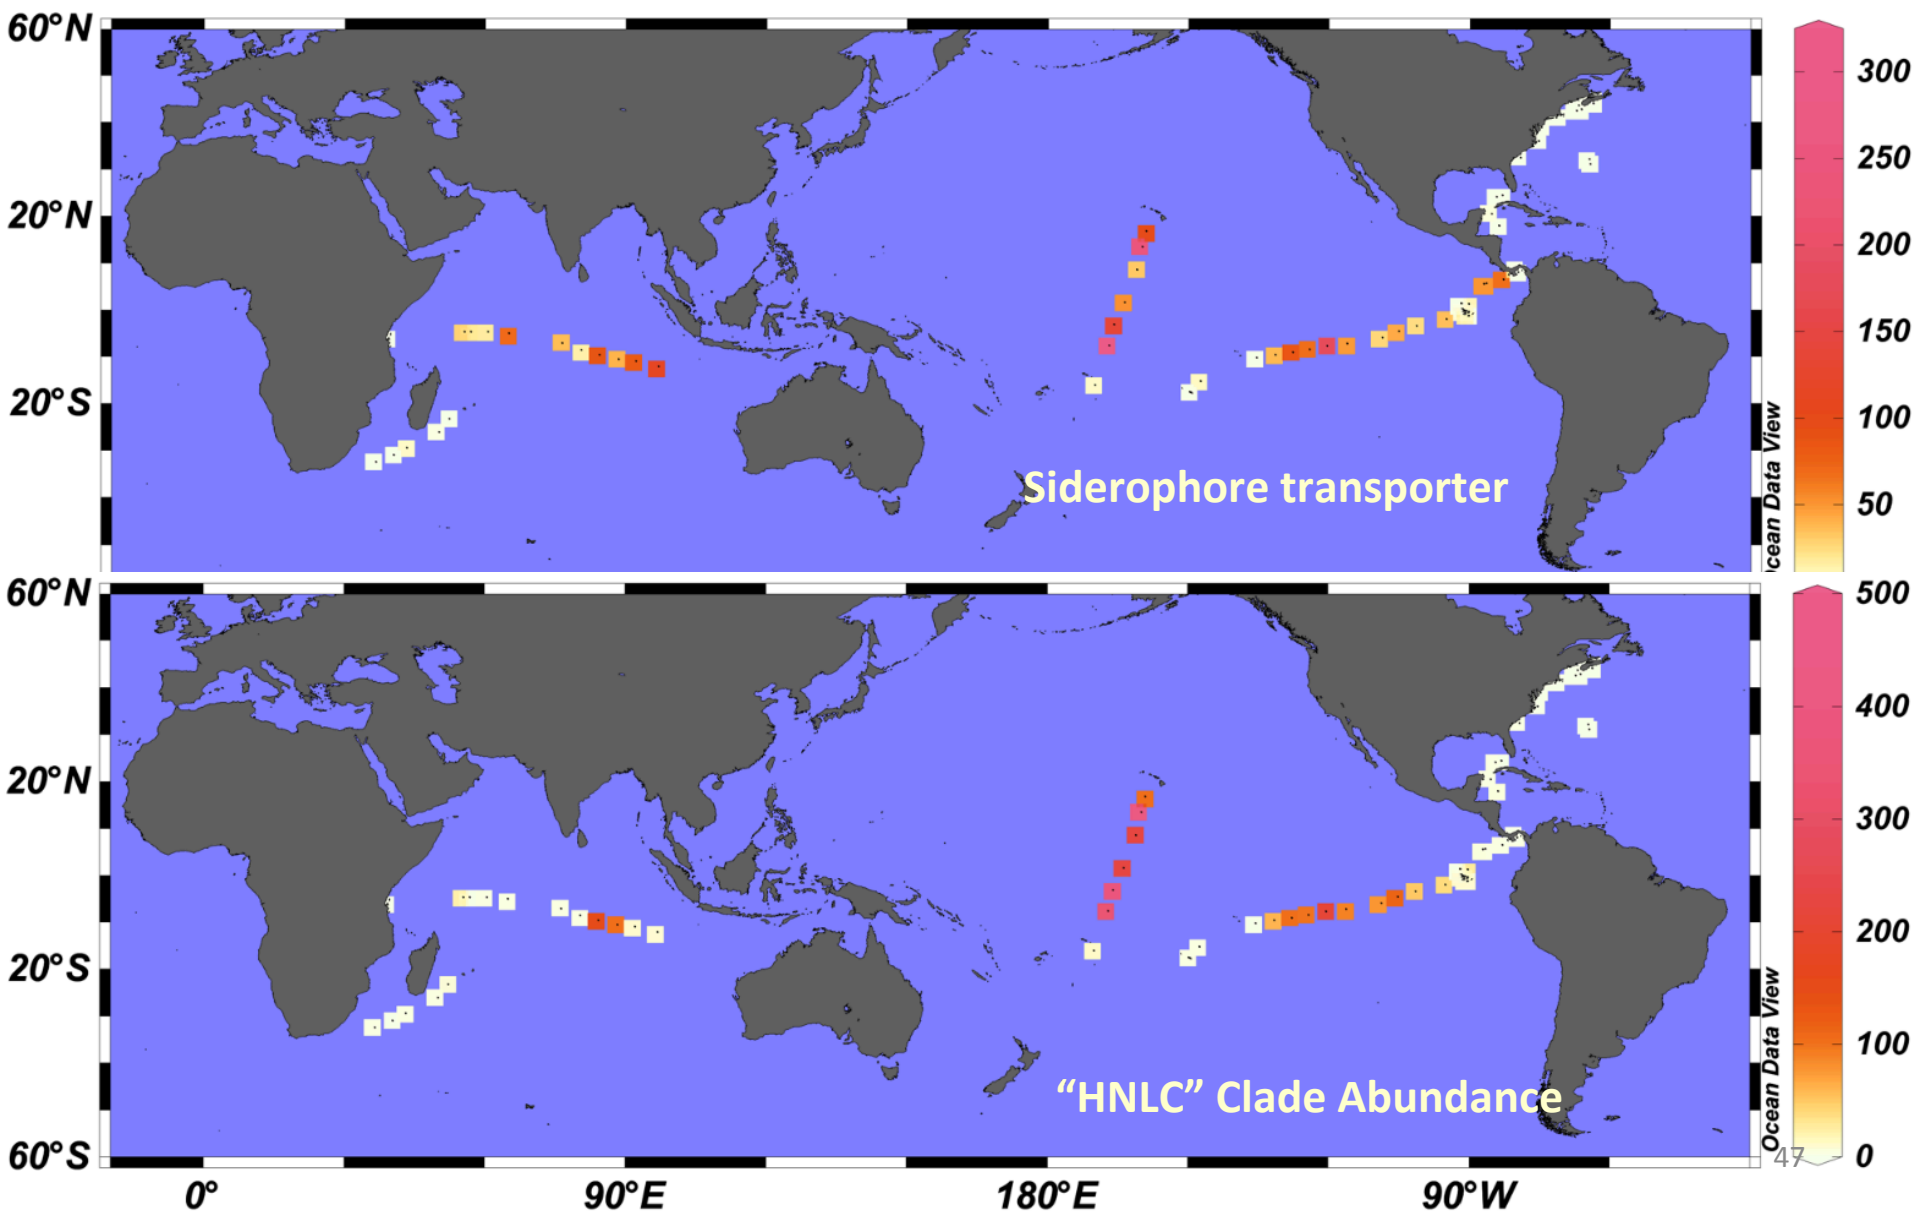 60°N
20°N
20°S
300
250
200
150
100
50
Ocean Data View
Siderophore transporter
60°N
20°N
20°S
60°S
500
400
300
200
100
0
Ocean Data View
“HNLC” Clade Abundance
47
0°
90°E
180°E
90°W